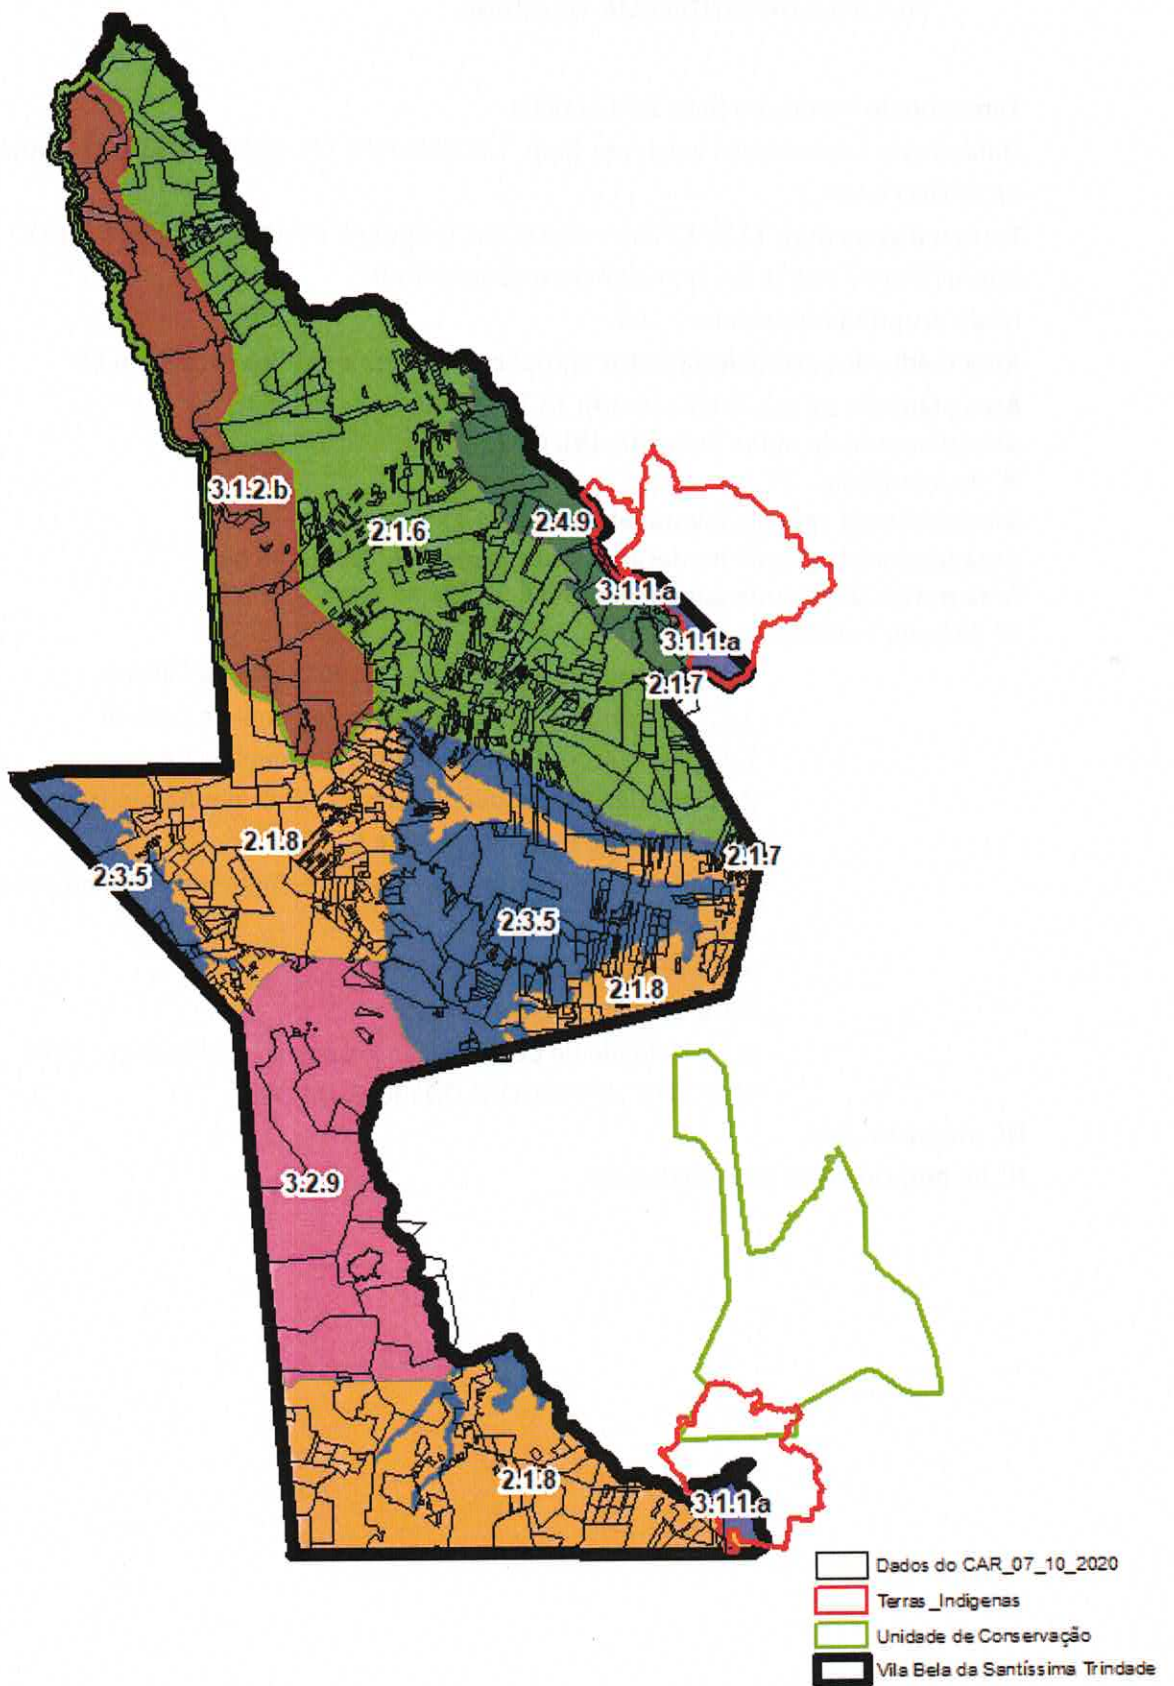 3.1.2.b
2.1.6
2.4.9
3.1.1.a
3.1.1.a
2.1.7
2.1.8
2.1.7
2.3.5
2.3.5
2.1.8
3.2.9
2.1.8
3.1.1.a
Dados do CAR_07_10_2020
Terras_Indígenas
Unidade de Conservação
Vila Bela da Santíssima Trindade